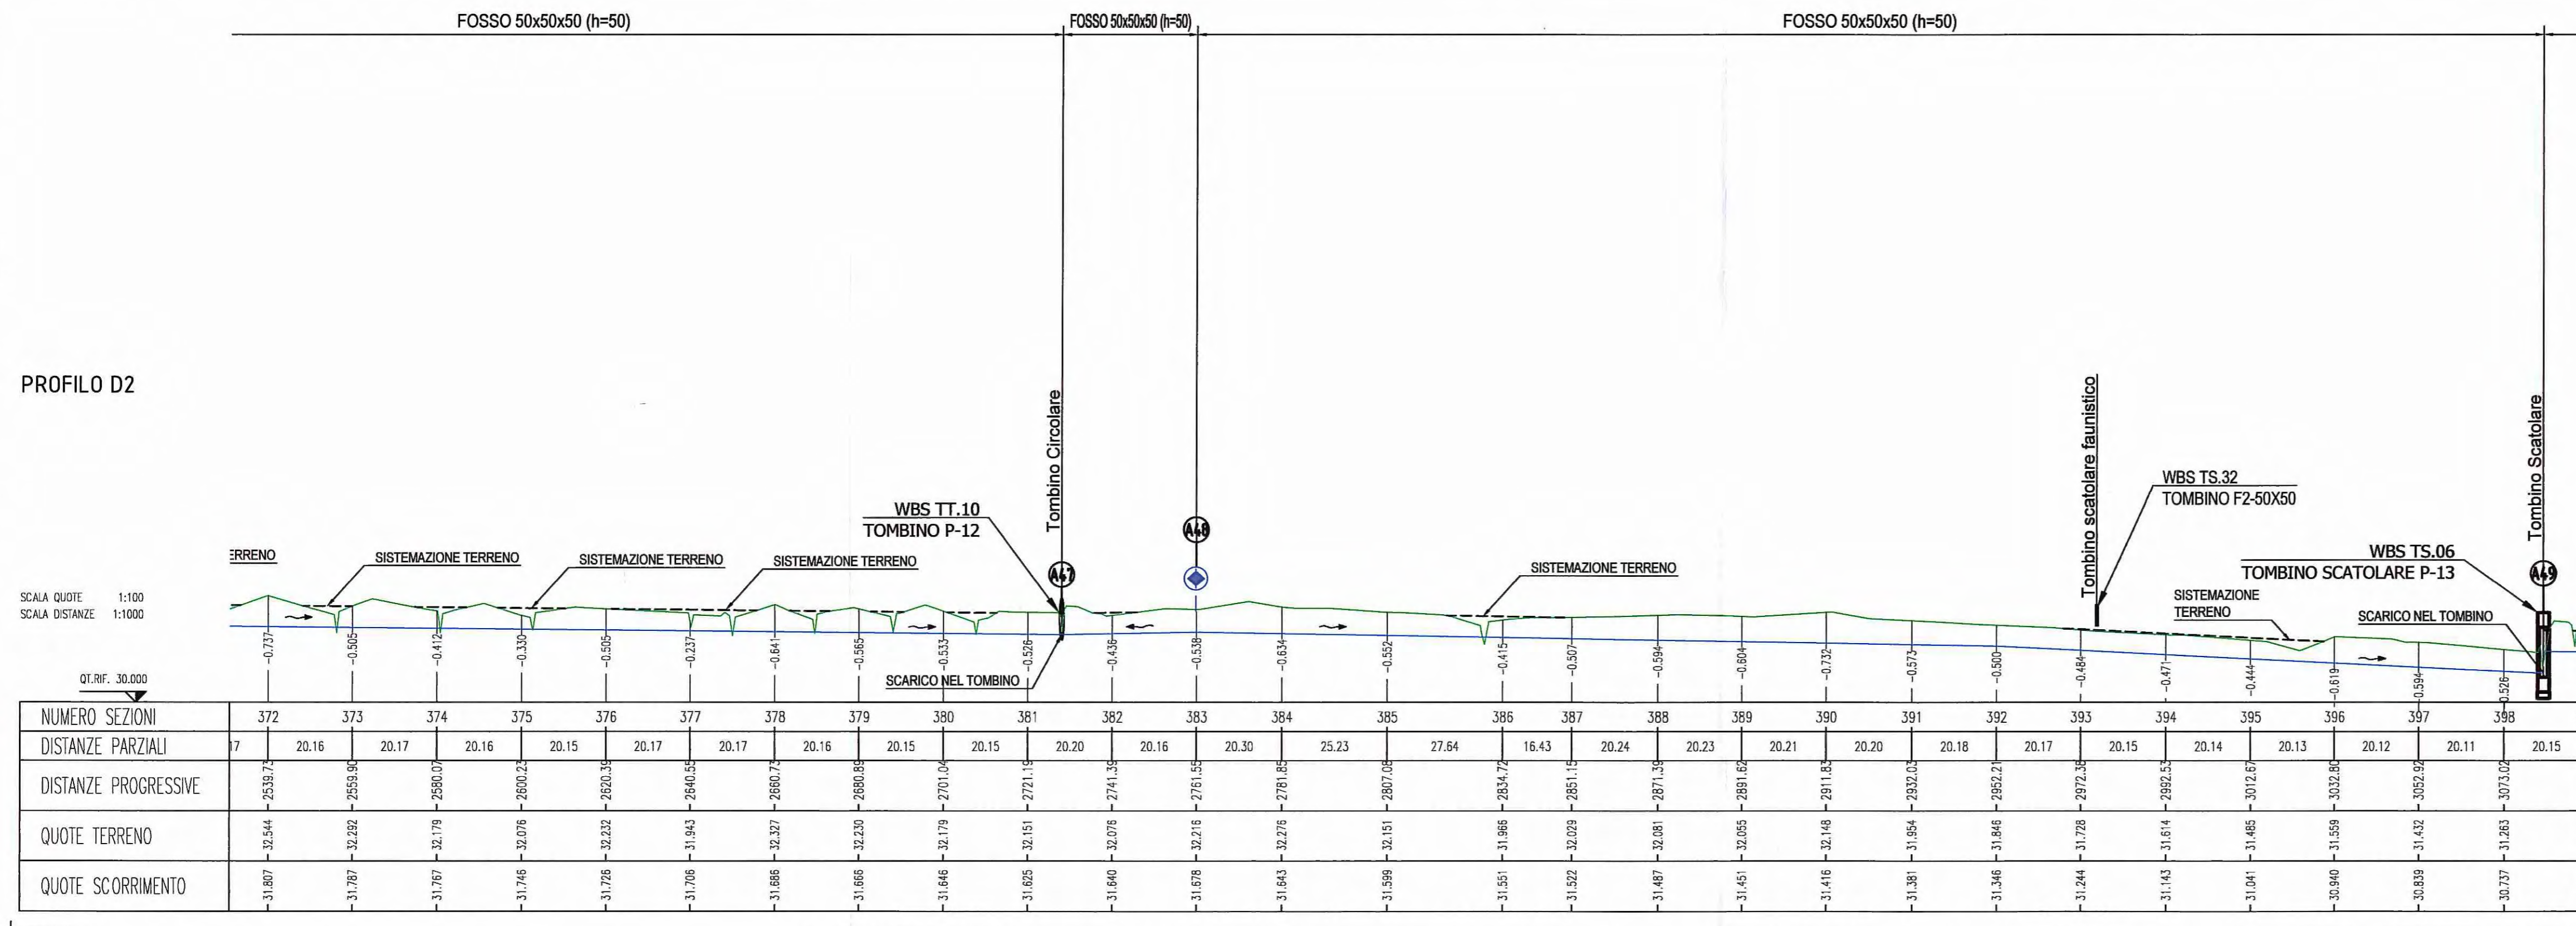 FOSSO 50x50x50 (h=50)
FOSSO 50x50x50 (h=50)
FOSSO 50x50x50 (h=50)
PROFILO D2
Tombino Circolare
Tombino scatolare faunistico
Tombino Scatolare
WBS TT.10
TOMBINO P-12
A48
WBS TS.32
TOMBINO F2-50X50
WBS TS.06
TOMBINO SCATOLARE P-13
A47
A49
ERRENO
SISTEMAZIONE TERRENO
SISTEMAZIONE TERRENO
SISTEMAZIONE TERRENO
SISTEMAZIONE TERRENO
SISTEMAZIONE
TERRENO
SCARICO NEL TOMBINO
SCALA QUOTE 1:100
SCALA DISTANZE 1:1000
-0.737 -0.505 -0.412 -0.330 -0.505 -0.237 -0.641 -0.565 -0.533 -0.526 -0.436 -0.538 -0.634 -0.552 -0.415 -0.507 -0.594 -0.604 -0.732 -0.573 -0.500 -0.484 -0.471 -0.444 -0.619 -0.594 -0.526
SCARICO NEL TOMBINO
QT.RIF. 30.000
NUMERO SEZIONI 372 373 374 375 376 377 378 379 380 381 382 383 384 385 386 387 388 389 390 391 392 393 394 395 396 397 398
DISTANZE PARZIALI 17 20.16 20.17 20.16 20.15 20.17 20.17 20.16 20.15 20.15 20.20 20.16 20.30 25.23 27.64 16.43 20.24 20.23 20.21 20.20 20.18 20.17 20.15 20.14 20.13 20.12 20.11 20.15
DISTANZE PROGRESSIVE 2539.73 2559.90 2580.07 2600.23 2620.39 2640.55 2660.73 2680.89 2701.04 2721.19 2741.39 2761.55 2781.85 2807.08 2834.72 2851.15 2871.39 2891.62 2911.83 2932.03 2952.21 2972.38 2992.53 3012.67 3032.80 3052.92 3073.02
QUOTE TERRENO 32.544 32.292 32.179 32.076 32.232 31.943 32.327 32.230 32.179 32.151 32.076 32.216 32.276 32.151 31.966 32.029 32.081 32.055 32.148 31.954 31.846 31.728 31.614 31.485 31.559 31.432 31.263
QUOTE SCORRIMENTO 31.807 31.787 31.767 31.746 31.726 31.706 31.686 31.666 31.646 31.625 31.640 31.678 31.643 31.599 31.551 31.522 31.487 31.451 31.416 31.381 31.346 31.244 31.143 31.041 30.940 30.839 30.737